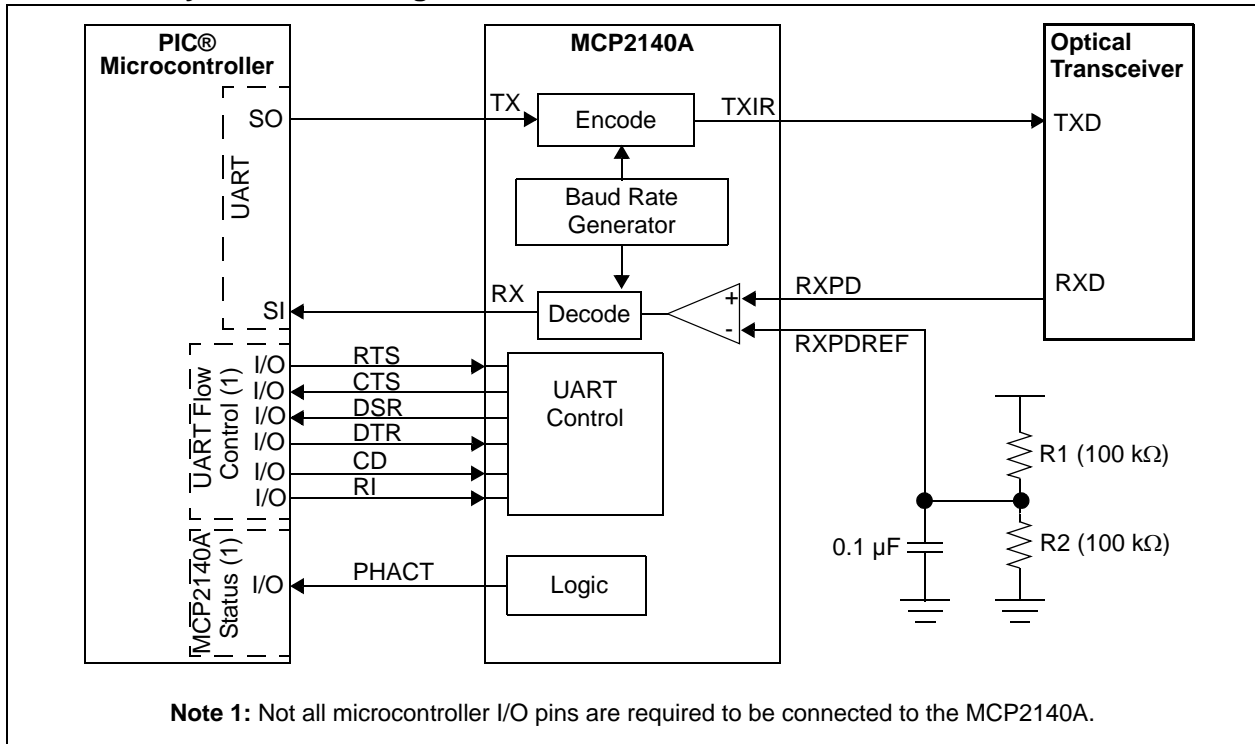 PIC®
Microcontroller
MCP2140A
Optical
Transceiver
UART
SO
TX
Encode
TXIR
TXD
Baud Rate
Generator
SI
RX
Decode
+
-
RXPD
RXD
RXPDREF
UART Flow
Control (1)
I/O
RTS
I/O
CTS
I/O
DSR
I/O
DTR
I/O
CD
I/O
RI
UART
Control
R1 (100 kΩ)
0.1 µF
R2 (100 kΩ)
MCP2140A
Status (1)
I/O
PHACT
Logic
Note 1: Not all microcontroller I/O pins are required to be connected to the MCP2140A.